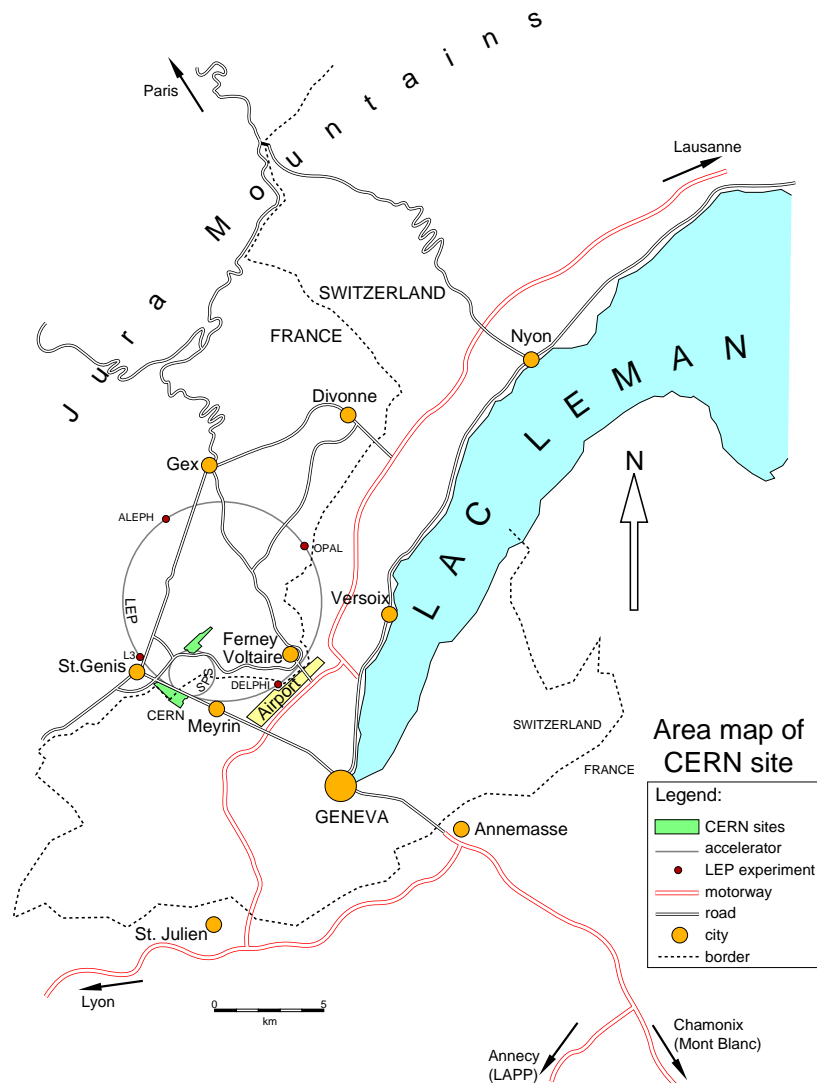 Jura Mountains
Paris
Lausanne
SWITZERLAND
FRANCE
Nyon
Divonne
LAC LEMAN
Gex
N
ALEPH
OPAL
LEP
Versoix
Ferney
Voltaire
L3
St.Genis
SPS
DELPHI
Airport
CERN
Meyrin
SWITZERLAND
FRANCE
GENEVA
Annemasse
St. Julien
Lyon
0 5
km
Annecy
(LAPP)
Chamonix
(Mont Blanc)
Area map of
CERN site
Legend:
CERN sites
accelerator
LEP experiment
motorway
road
city
border